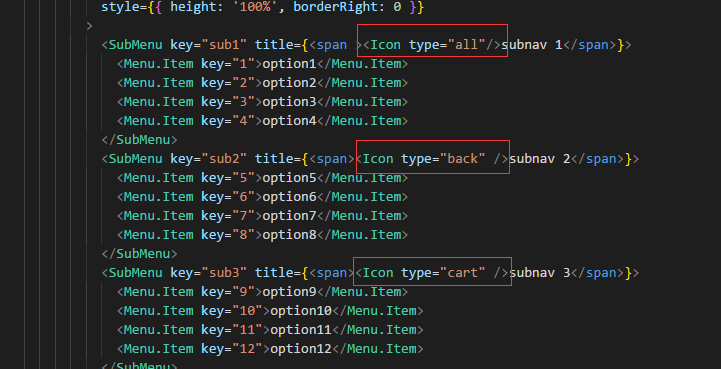 style={{ height: '100%', borderRight: 0 }}
>
<SubMenu key="sub1" title={<span ><Icon type="all"/>subnav 1</span>}>
<Menu.Item key="1">option1</Menu.Item>
<Menu.Item key="2">option2</Menu.Item>
<Menu.Item key="3">option3</Menu.Item>
<Menu.Item key="4">option4</Menu.Item>
</SubMenu>
<SubMenu key="sub2" title={<span><Icon type="back" />subnav 2</span>}>
<Menu.Item key="5">option5</Menu.Item>
<Menu.Item key="6">option6</Menu.Item>
<Menu.Item key="7">option7</Menu.Item>
<Menu.Item key="8">option8</Menu.Item>
</SubMenu>
<SubMenu key="sub3" title={<span><Icon type="cart" />subnav 3</span>}>
<Menu.Item key="9">option9</Menu.Item>
<Menu.Item key="10">option10</Menu.Item>
<Menu.Item key="11">option11</Menu.Item>
<Menu.Item key="12">option12</Menu.Item>
</SubMenu>